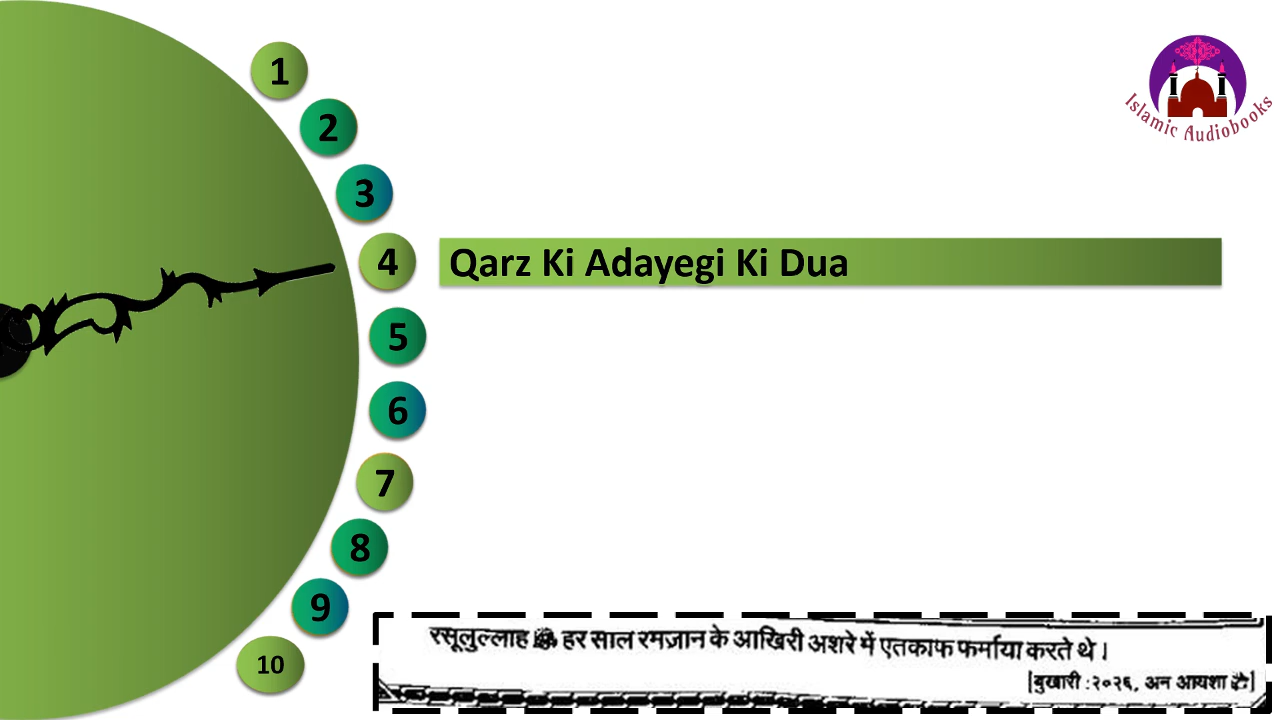 1
2
3
4
Qarz Ki Adayegi Ki Dua
5
6
7
8
9
10
Islamic Audiobooks
रसूलुल्लाह ﷺ हर साल रमज़ान के आखिरी अशरे में एतकाफ फर्माया करते थे।
[बुखारी :२०२६, अन आयशा ]